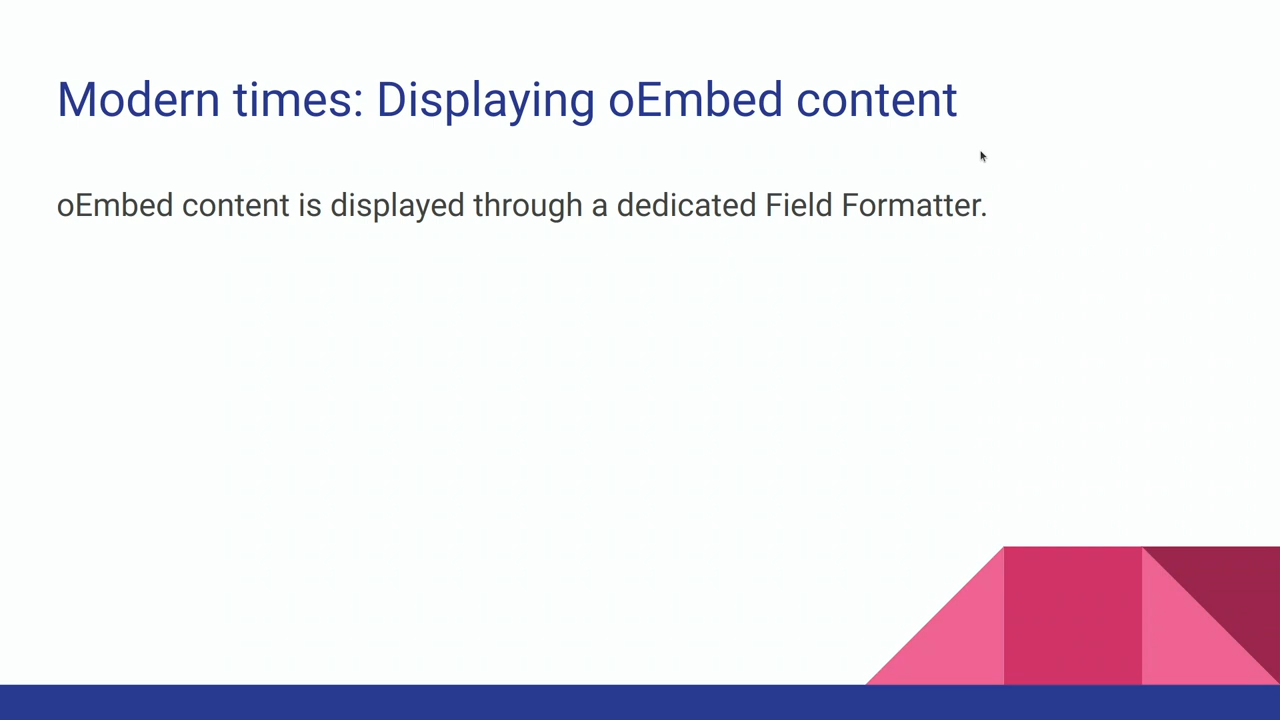 Modern times: Displaying oEmbed content
oEmbed content is displayed through a dedicated Field Formatter.